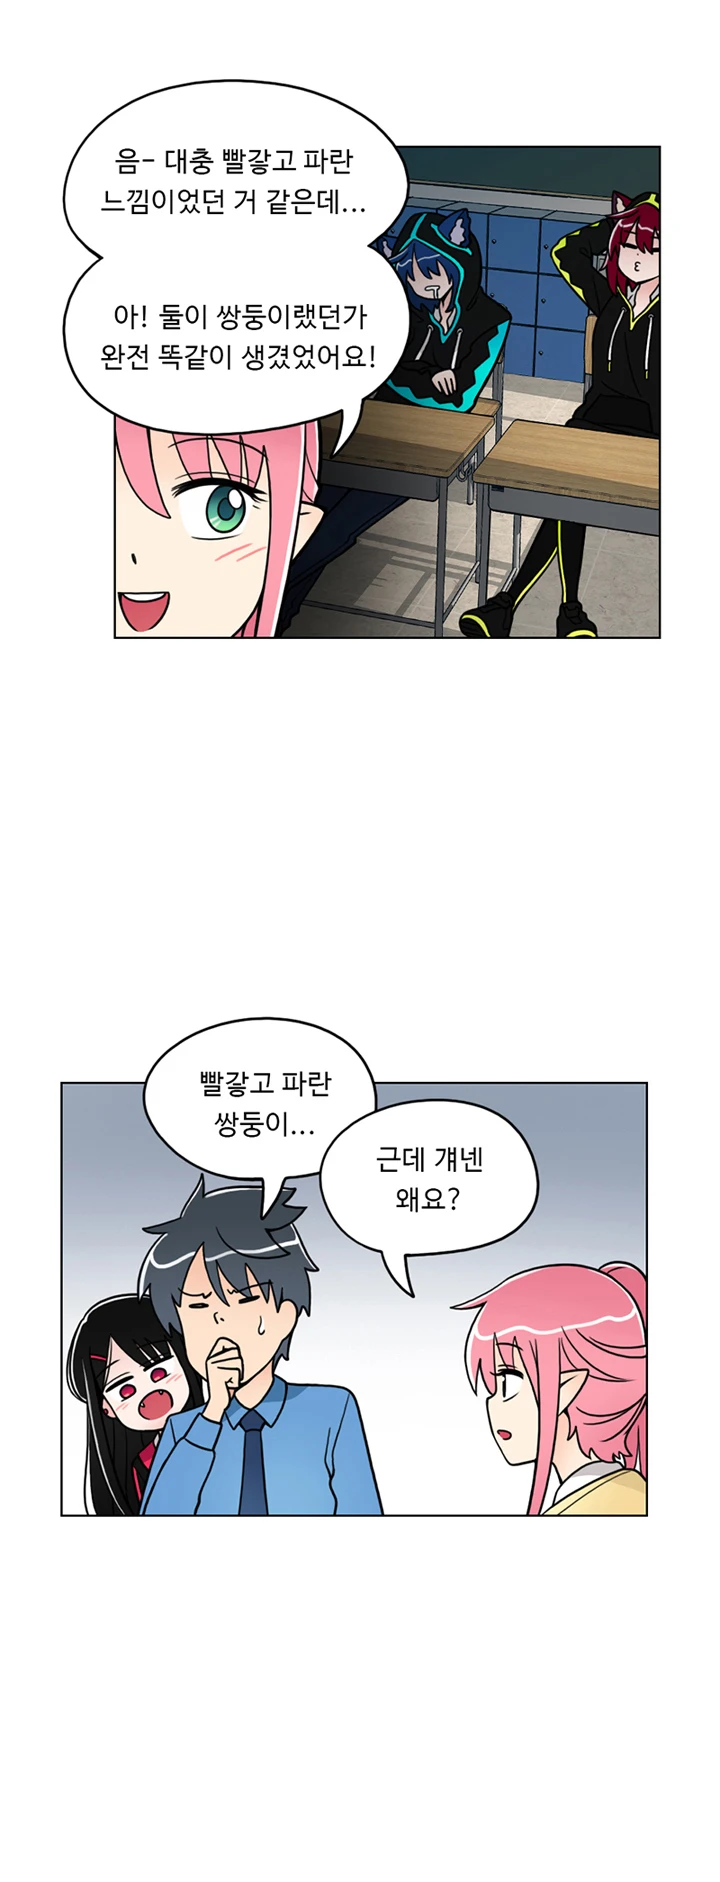 음- 대충 빨갛고 파란
느낌이었던 거 같은데...
아! 둘이 쌍둥이랬던가
완전 똑같이 생겼었어요!
빨갛고 파란
쌍둥이...
근데 걔넨
왜요?